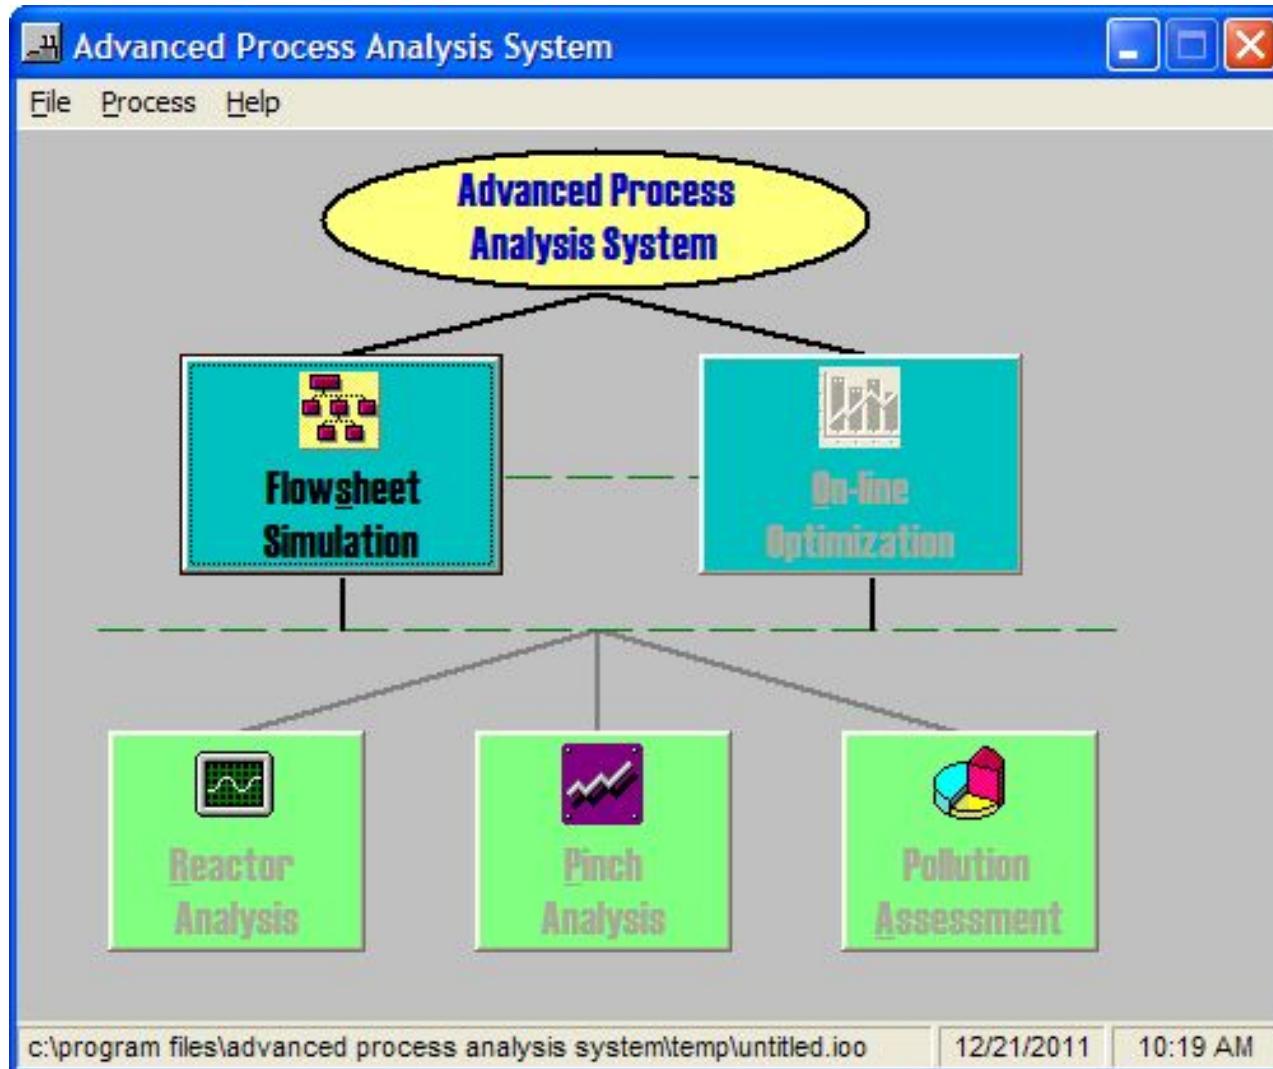 Advanced Process Analysis System
File Process Help
Advanced Process
Analysis System
Flowsheet
Simulation
On-line
Optimization
Reactor
Analysis
Pinch
Analysis
Pollution
Assessment
c:\program files\advanced process analysis system\temp\untitled.ioo 12/21/2011 10:19 AM